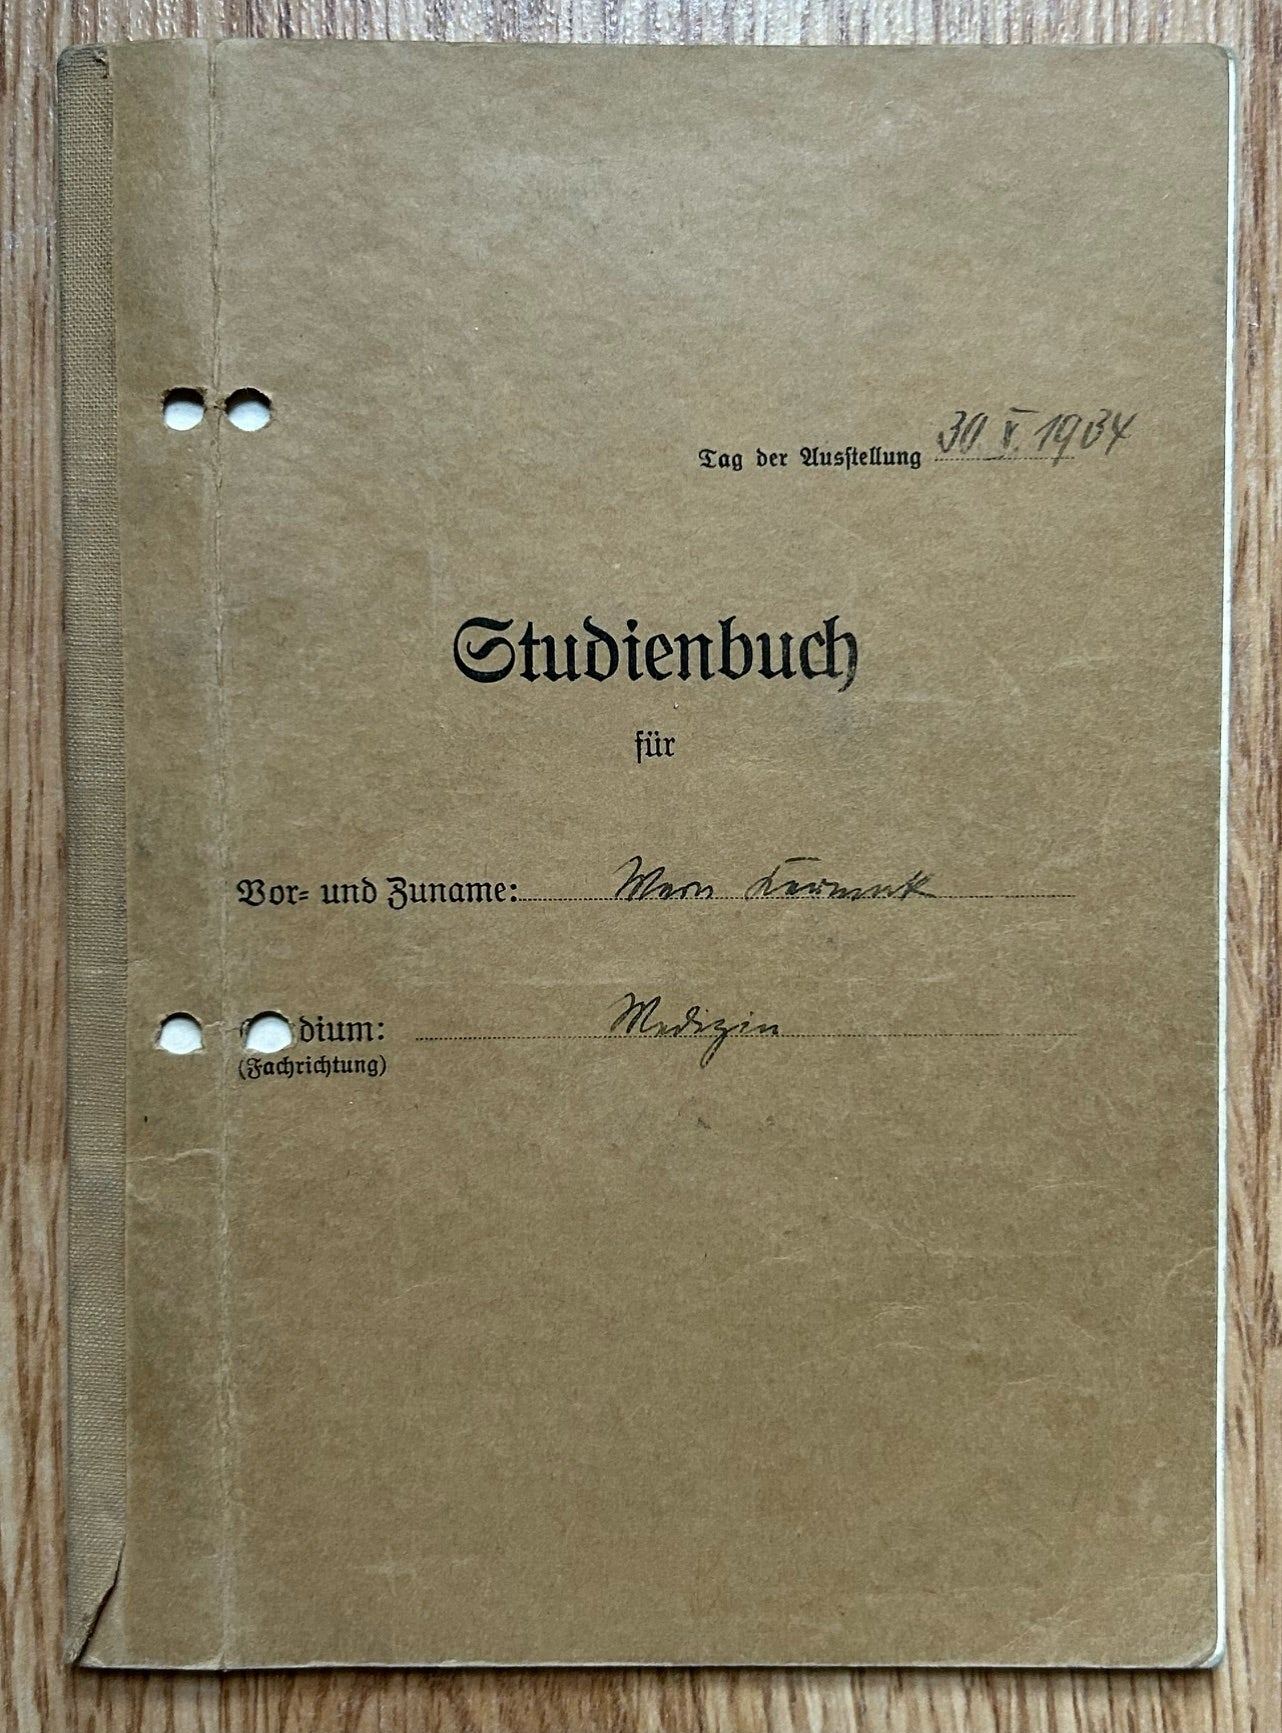 Tag der Ausstellung 30. V. 1934
Studienbuch
für
Vor- und Zuname:
dium: Medizin
(Fachrichtung)